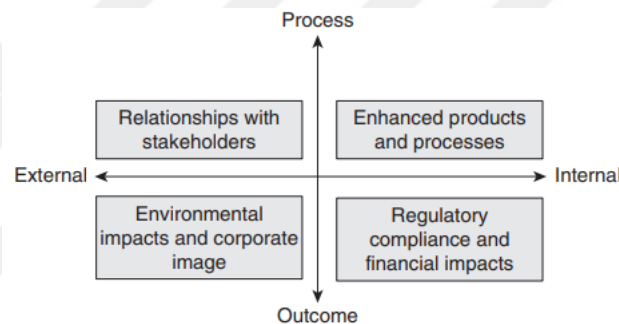 Process
Relationships with
stakeholders
Enhanced products
and processes
External
Internal
Environmental
impacts and corporate
image
Regulatory
compliance and
financial impacts
Outcome